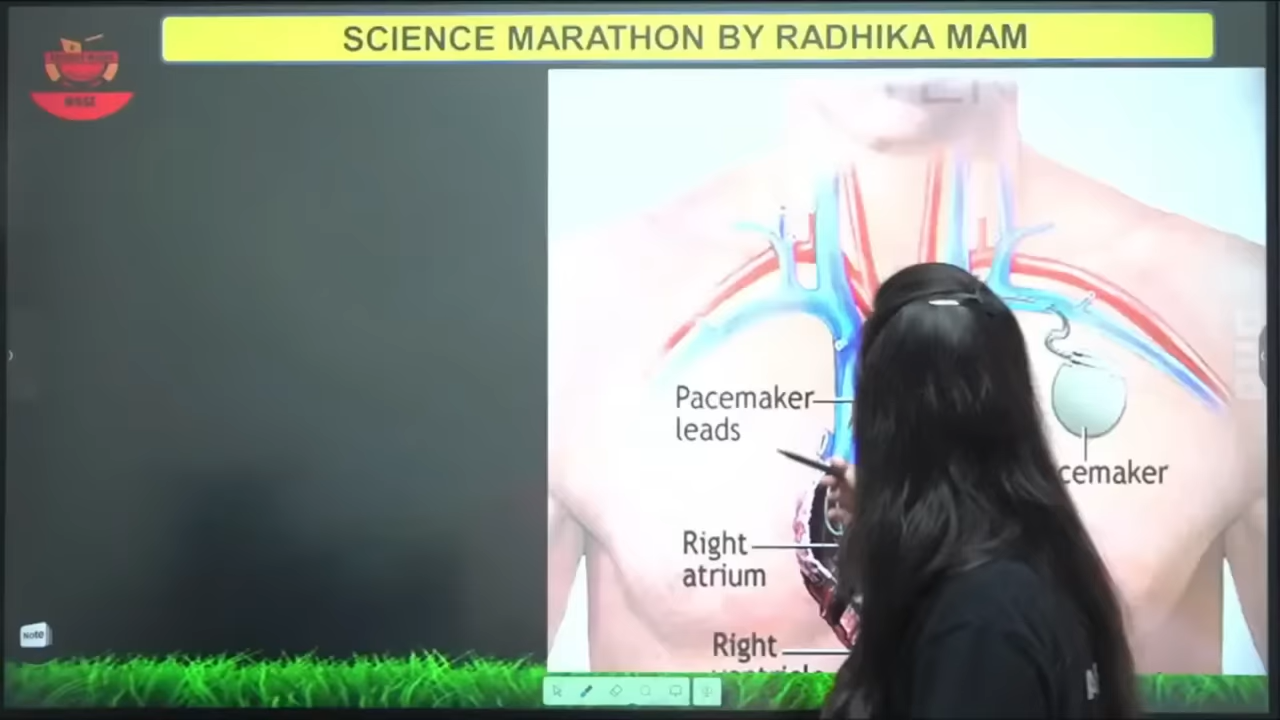 SCIENCE MARATHON BY RADHIKA MAM
Pacemaker
leads
cemaker
Right
atrium
Right
Note